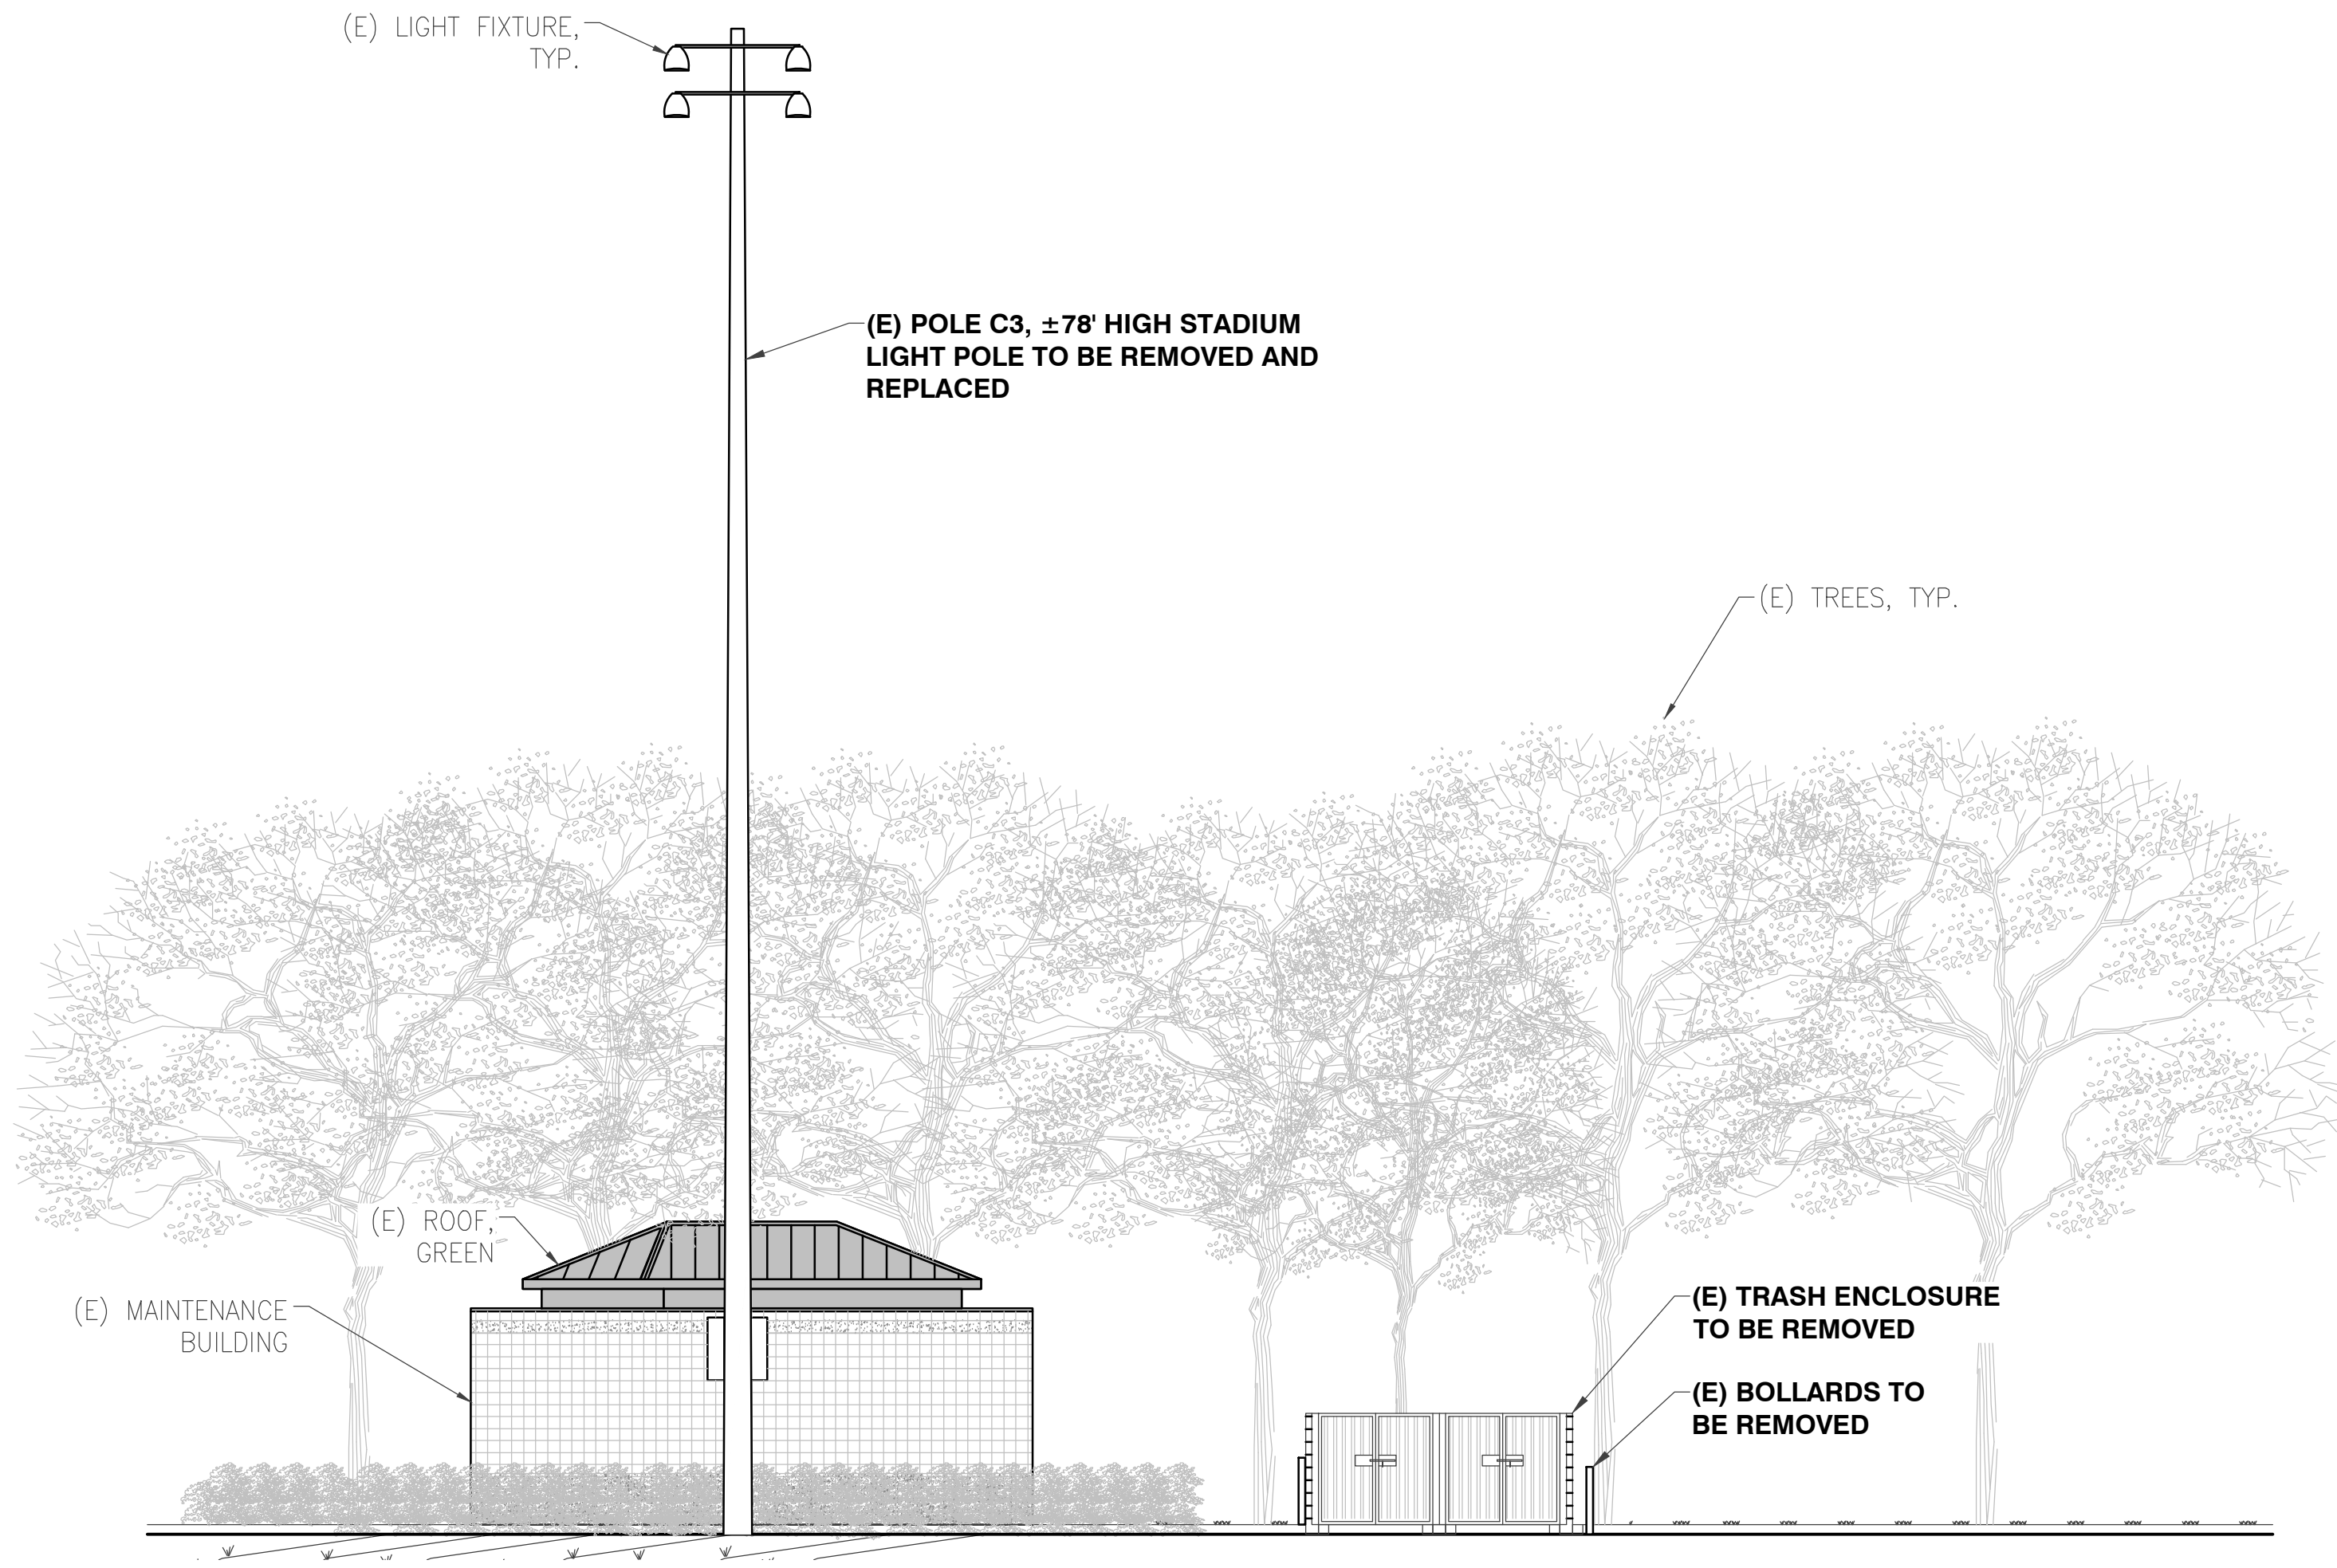 (E) LIGHT FIXTURE,
TYP.
(E) POLE C3, ±78' HIGH STADIUM
LIGHT POLE TO BE REMOVED AND
REPLACED
(E) TREES, TYP.
(E) ROOF,
GREEN
(E) MAINTENANCE
BUILDING
(E) TRASH ENCLOSURE
TO BE REMOVED
(E) BOLLARDS TO
BE REMOVED